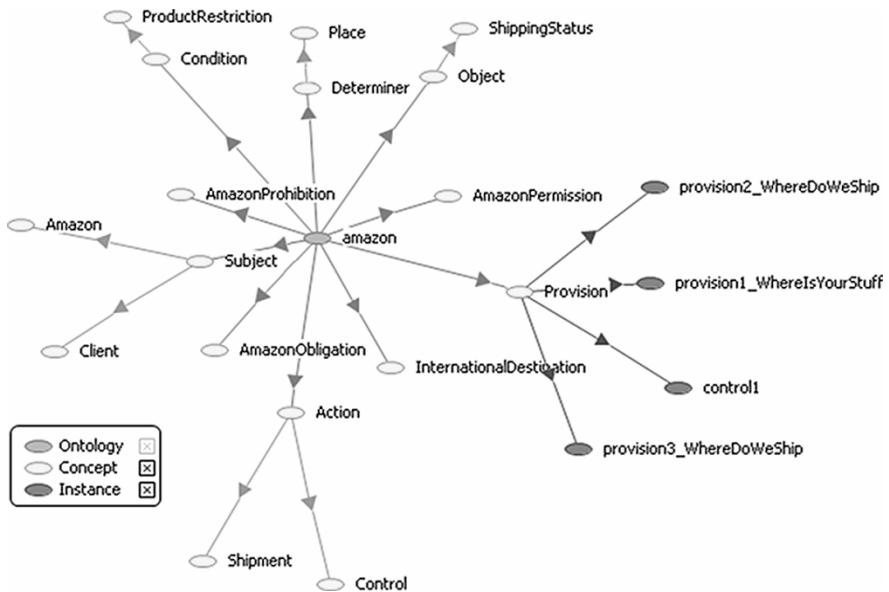 ProductRestriction
Place
ShippingStatus
Condition
Object
Determiner
provision2_WhereDoWeShip
AmazonProhibition
AmazonPermission
Amazon
amazon
Subject
provision1_WhereIsYourStuff
Provision
Client
AmazonObligation
InternationalDestination
control1
Action
Ontology
provision3_WhereDoWeShip
Concept
Instance
Shipment
Control